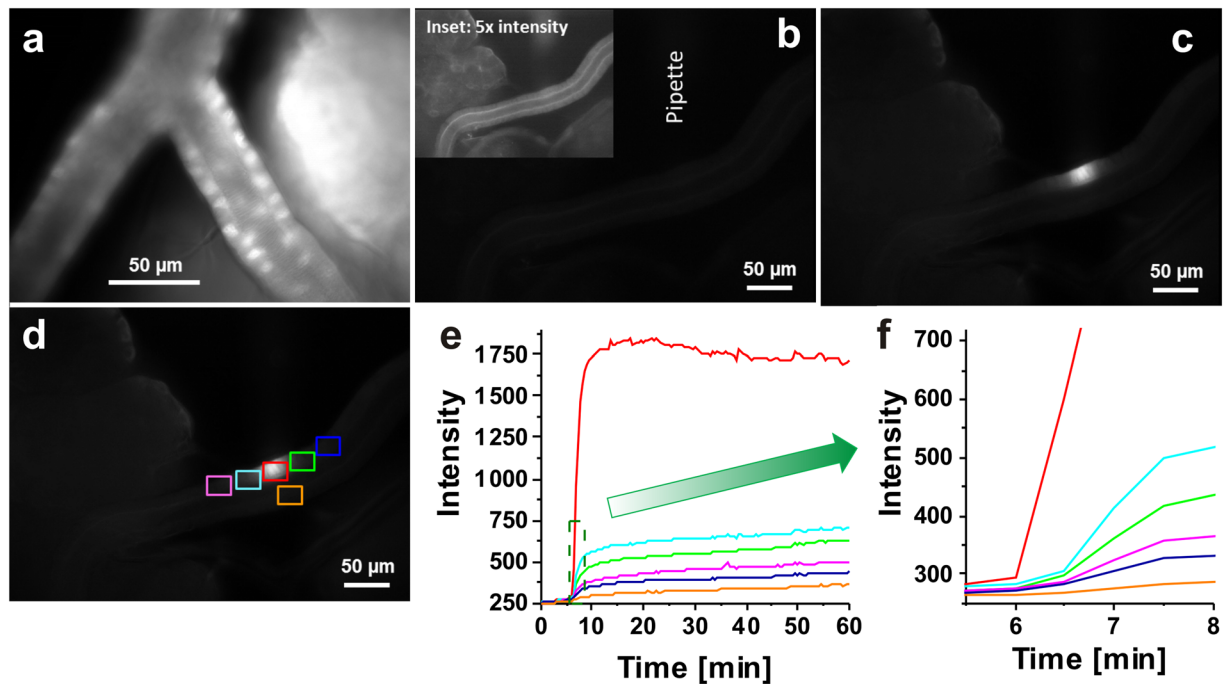 a
50 µm
Inset: 5x intensity
Pipette
b
50 µm
c
50 µm
d
50 µm
e
Intensity
1750
1500
1250
1000
750
500
250
0 10 20 30 40 50 60
Time [min]
f
Intensity
700
600
500
400
300
6 7 8
Time [min]